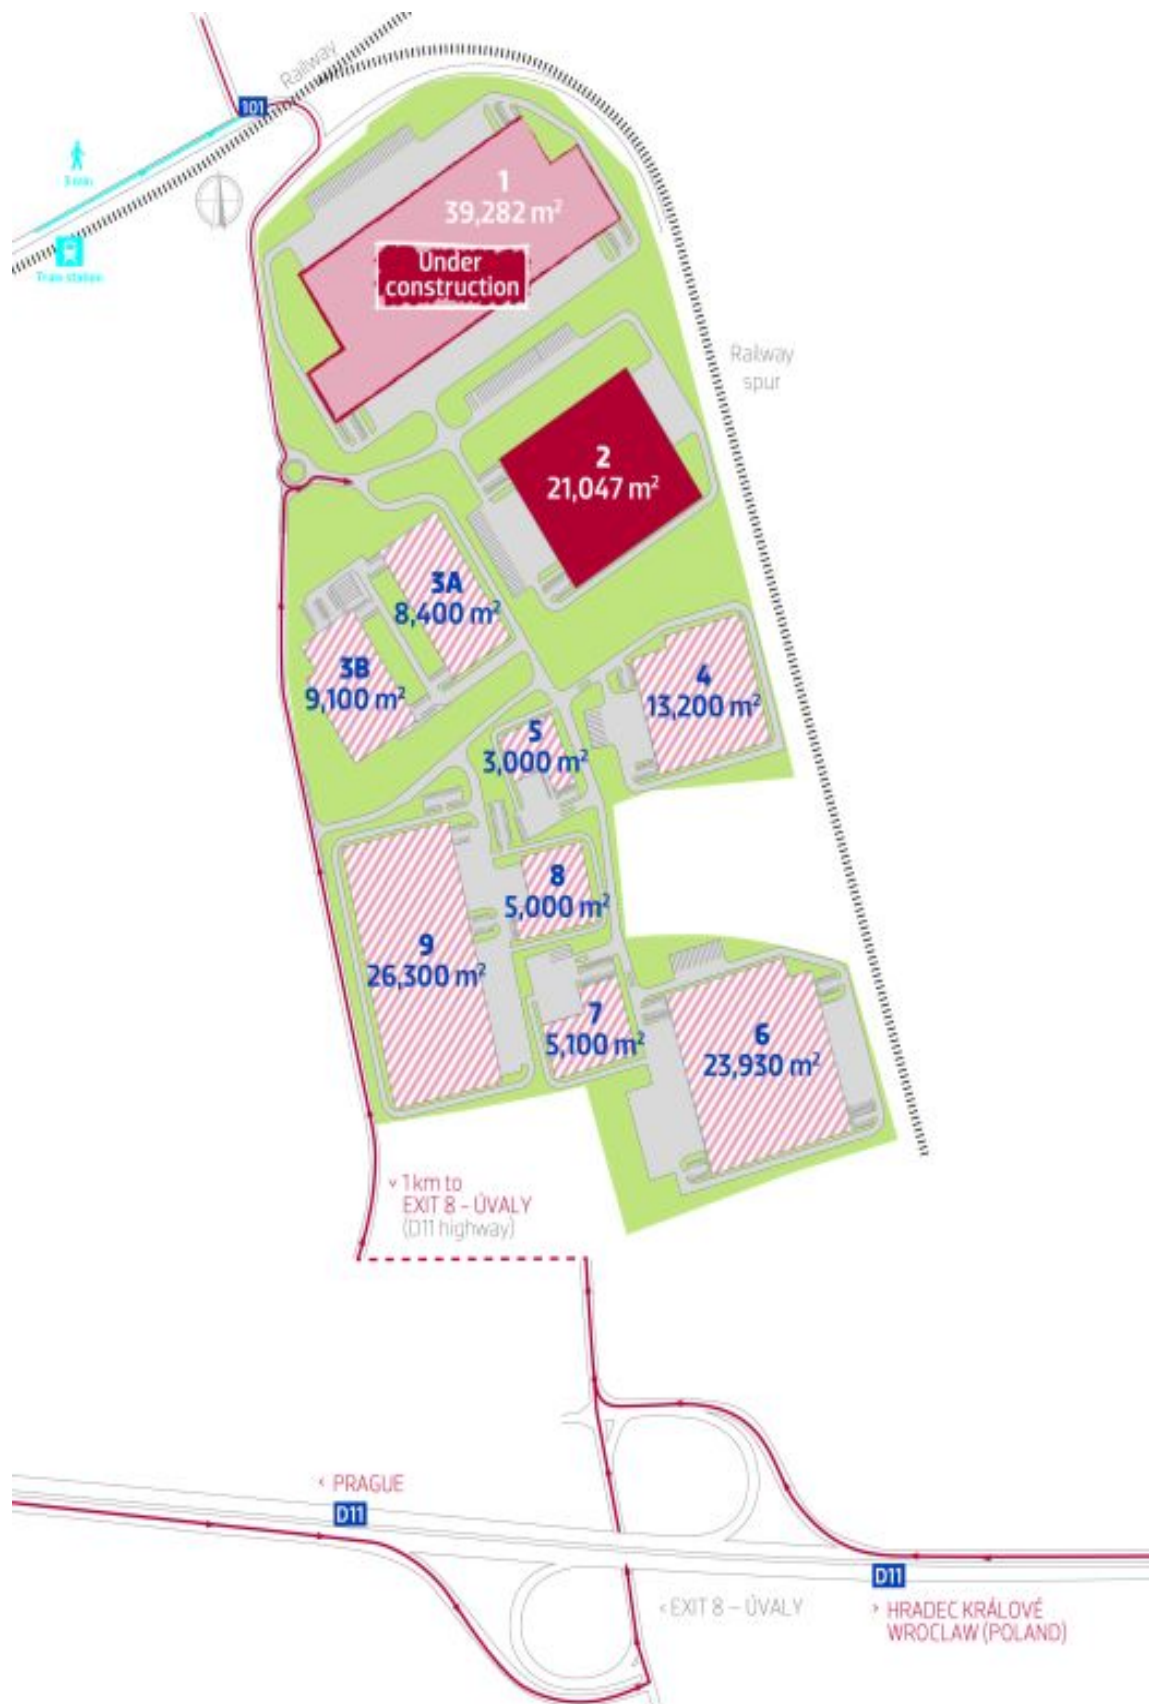 Railway
101
3 min
Train station
1
39,282 m²
Under
construction
Railway
spur
2
21,047 m²
3A
8,400 m²
3B
9,100 m²
4
13,200 m²
5
3,000 m²
8
5,000 m²
9
26,300 m²
7
5,100 m²
6
23,930 m²
˅ 1 km to
EXIT 8 – ÚVALY
(D11 highway)
‹ PRAGUE
D11
D11
‹ EXIT 8 – ÚVALY
› HRADEC KRÁLOVÉ
WROCLAW (POLAND)